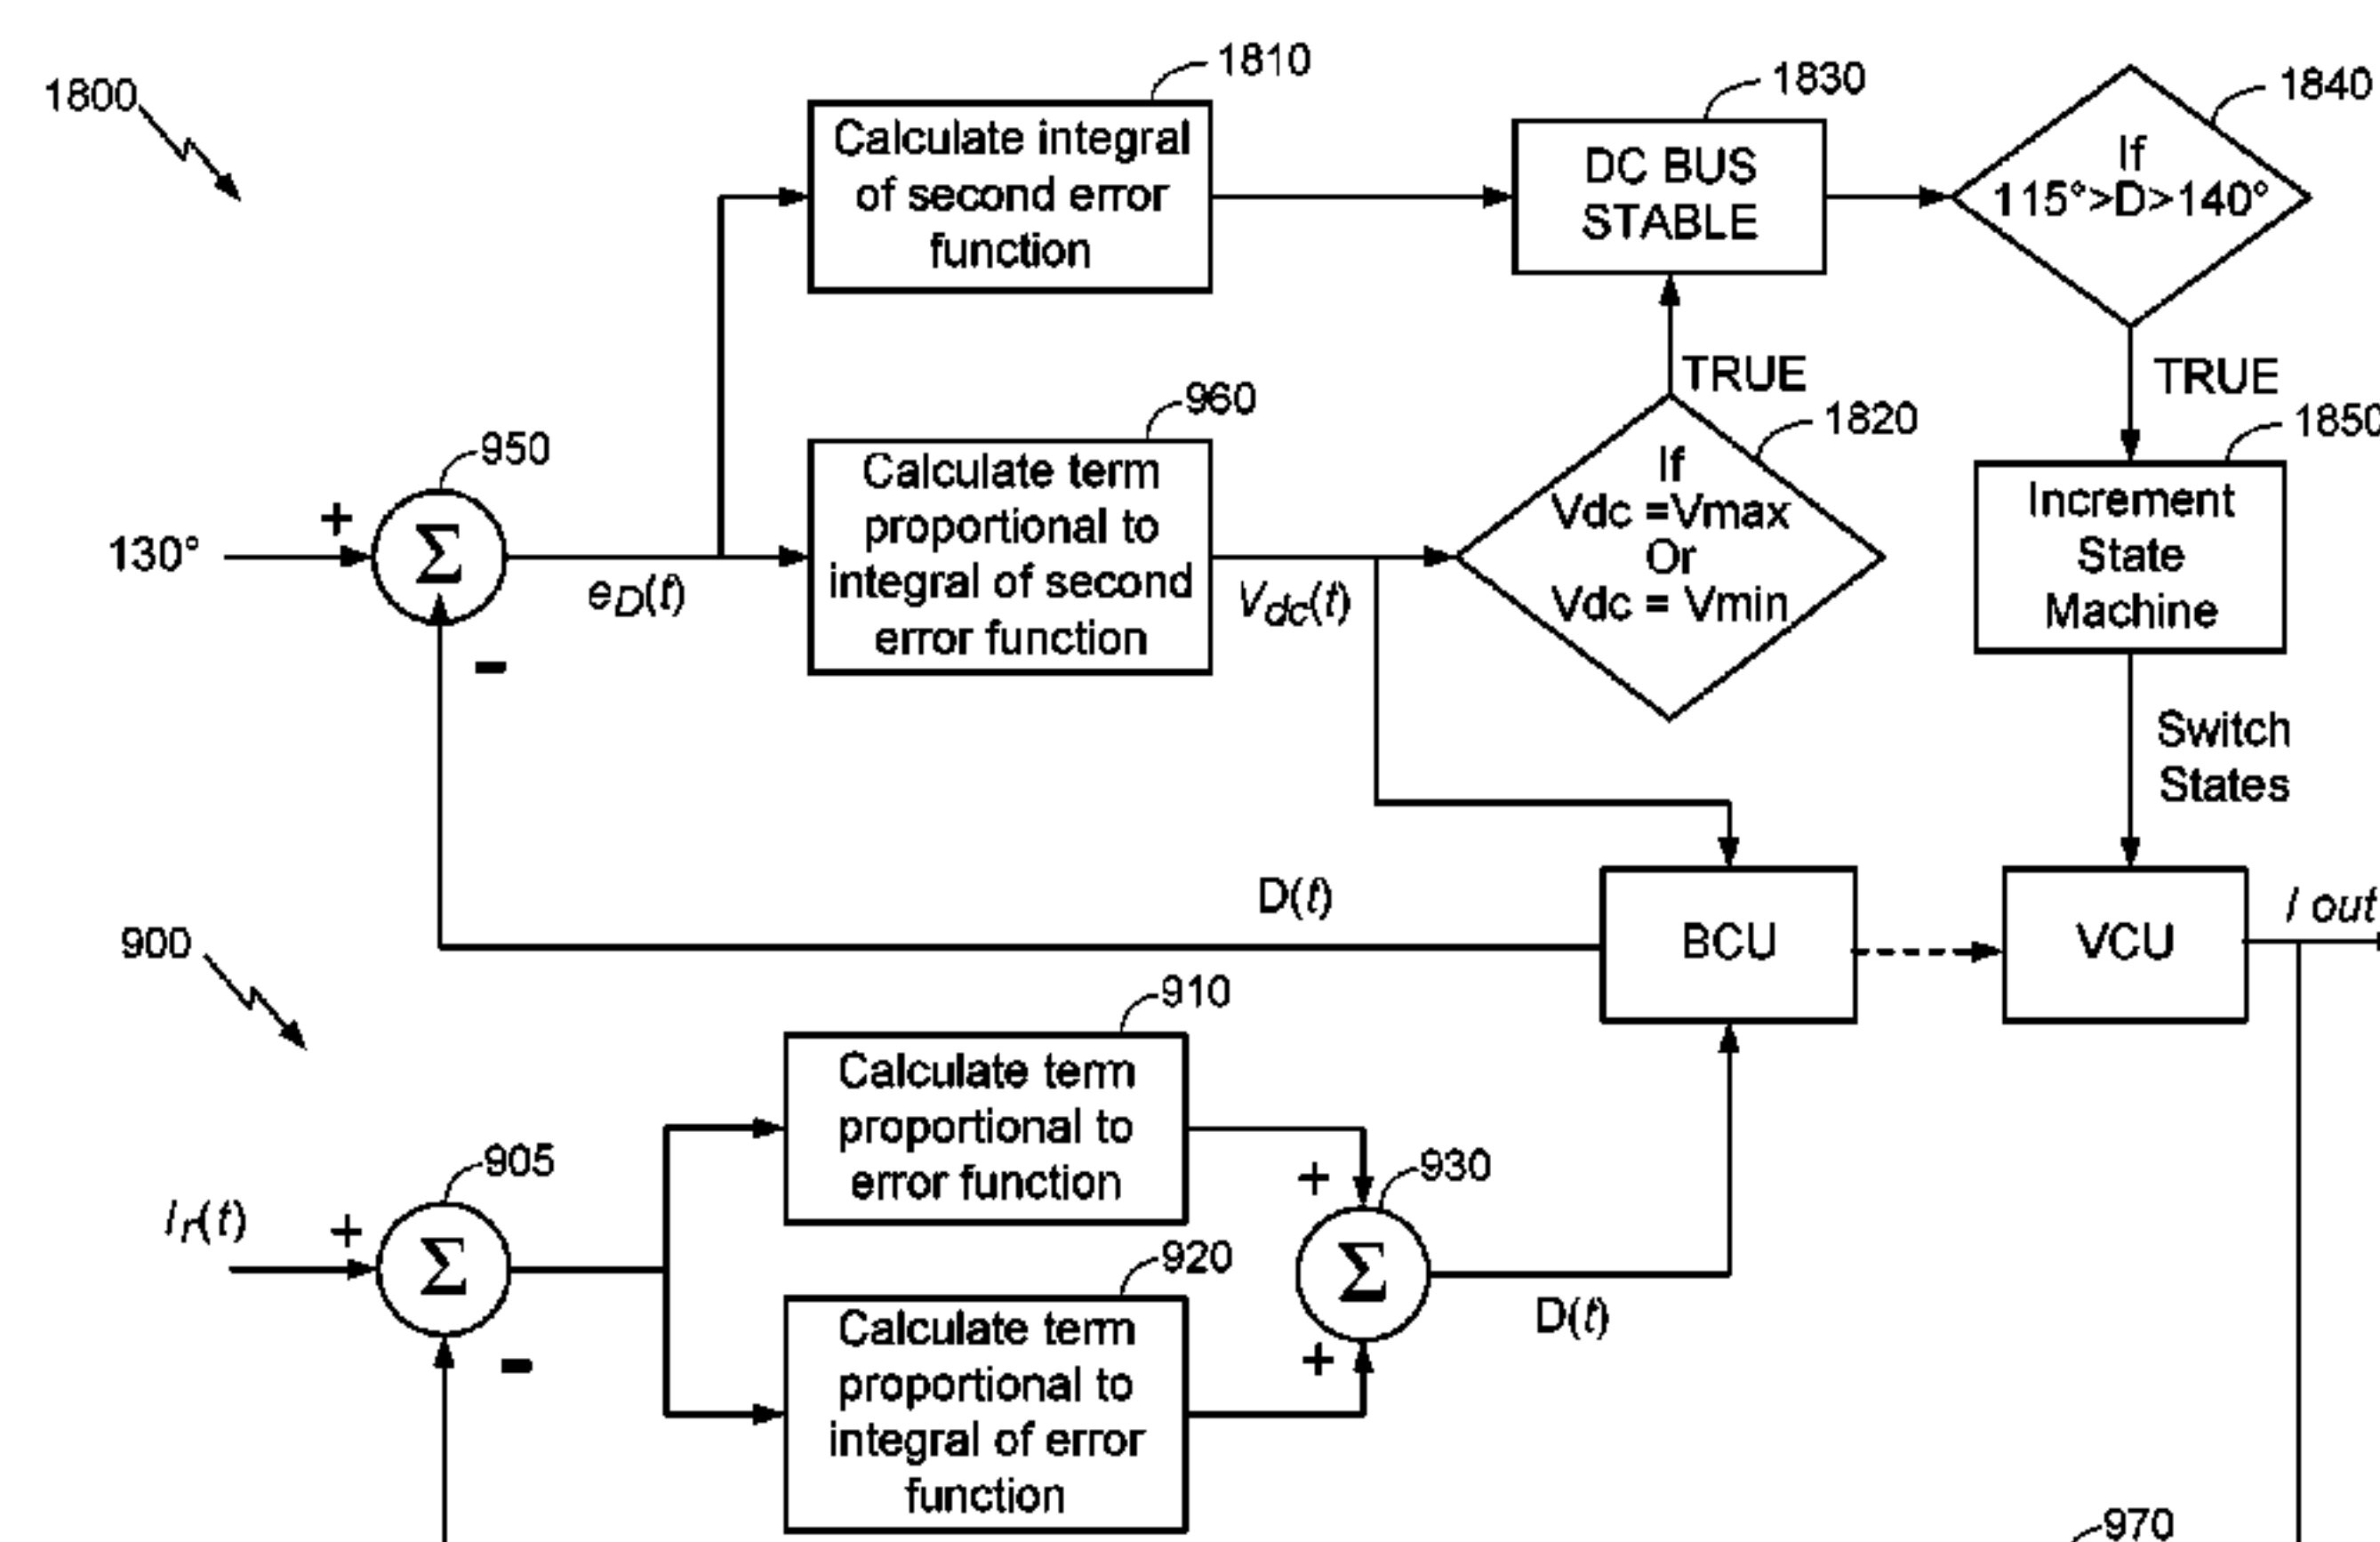 1800
1810
Calculate integral
of second error
function
1830
DC BUS
STABLE
1840
If
115°>D>140°
TRUE
1850
Increment
State
Machine
Switch
States
950
+
130°
Σ
-
eD(t)
960
Calculate term
proportional to
integral of second
error function
Vdc(t)
TRUE
1820
If
Vdc =Vmax
Or
Vdc = Vmin
D(t)
BCU
VCU
I out
900
910
Calculate term
proportional to
error function
905
Ir(t)
+
Σ
-
920
Calculate term
proportional to
integral of error
function
+
930
Σ
+
D(t)
970